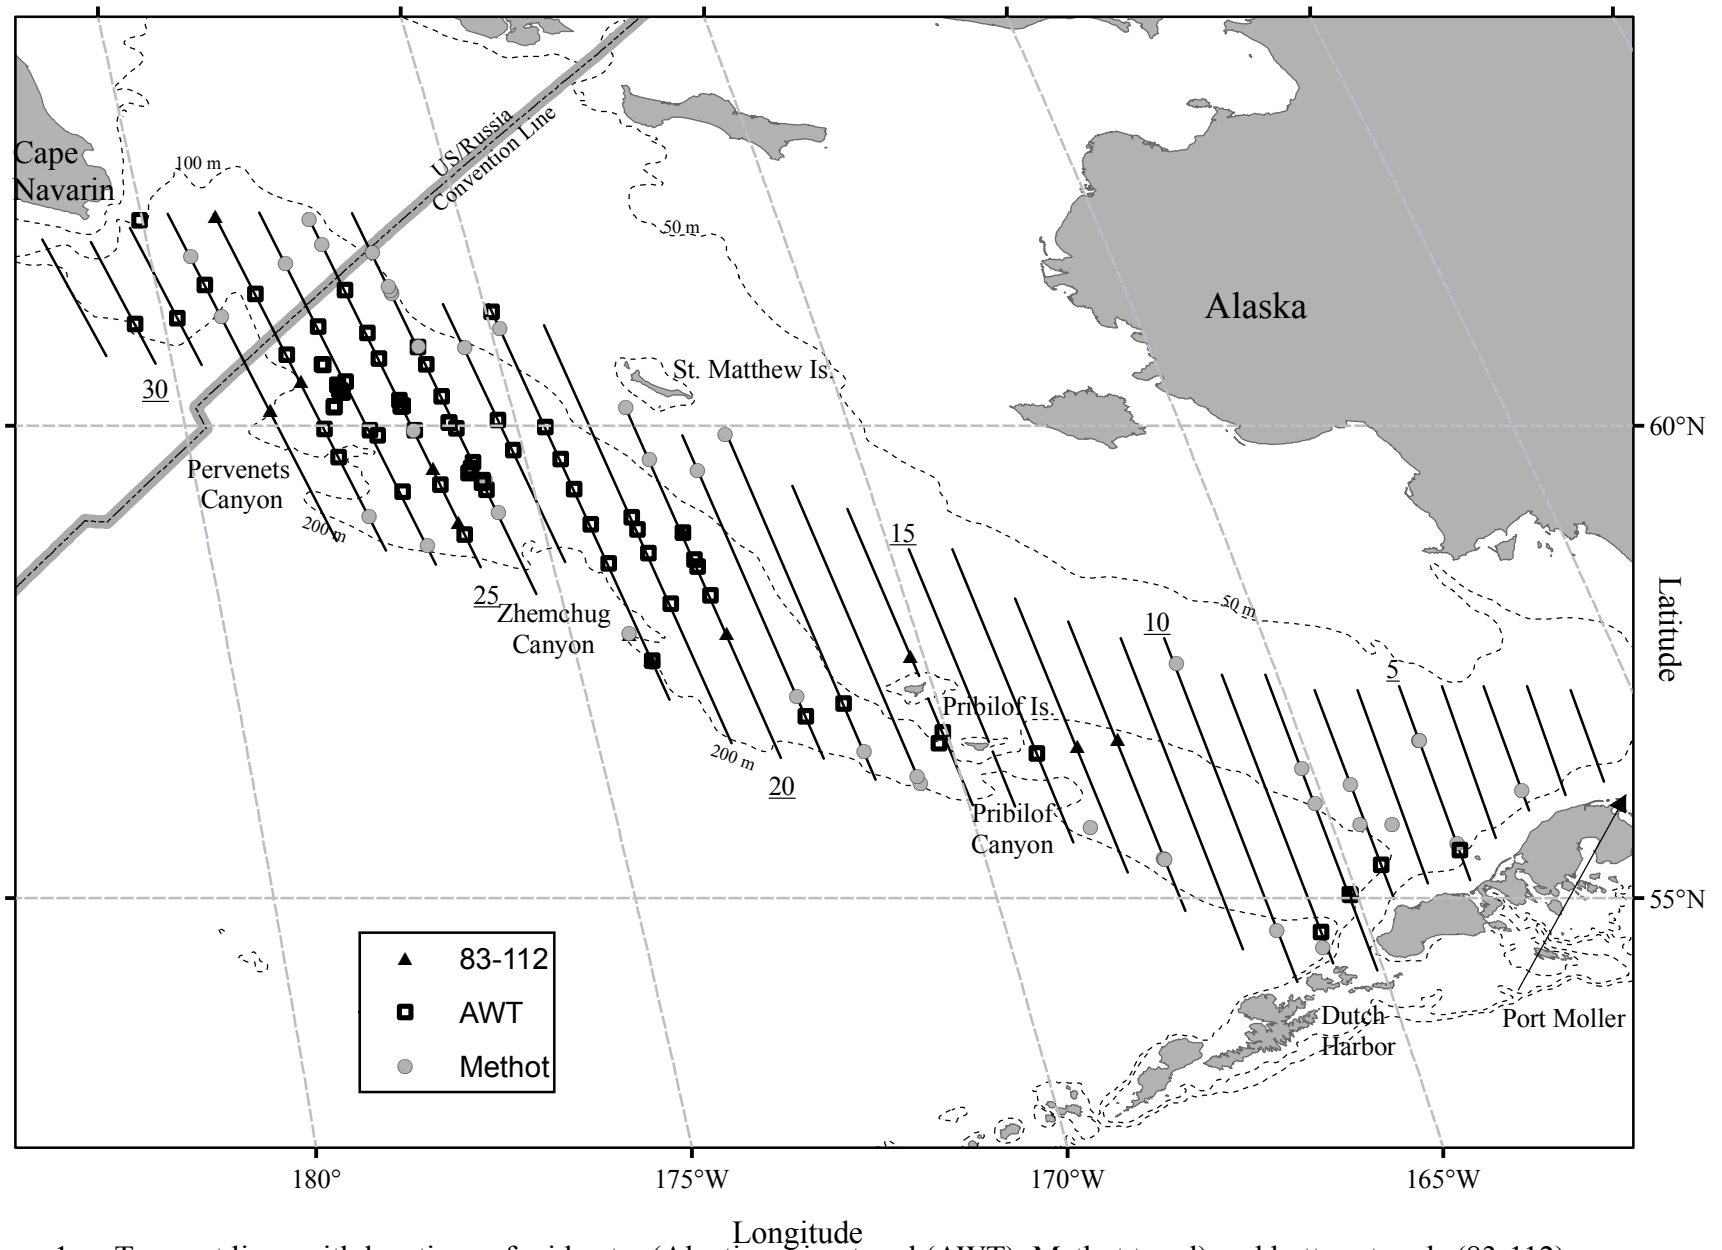 Cape
Navarin
100 m
US/Russia
Convention Line
50 m
Alaska
St. Matthew Is.
30
60°N
Pervenets
Canyon
200 m
25
Zhemchug
Canyon
15
50 m
10
5
Latitude
Pribilof Is.
200 m
20
Pribilof
Canyon
55°N
83-112
AWT
Methot
Dutch
Harbor
Port Moller
180°
175°W
170°W
165°W
Longitude